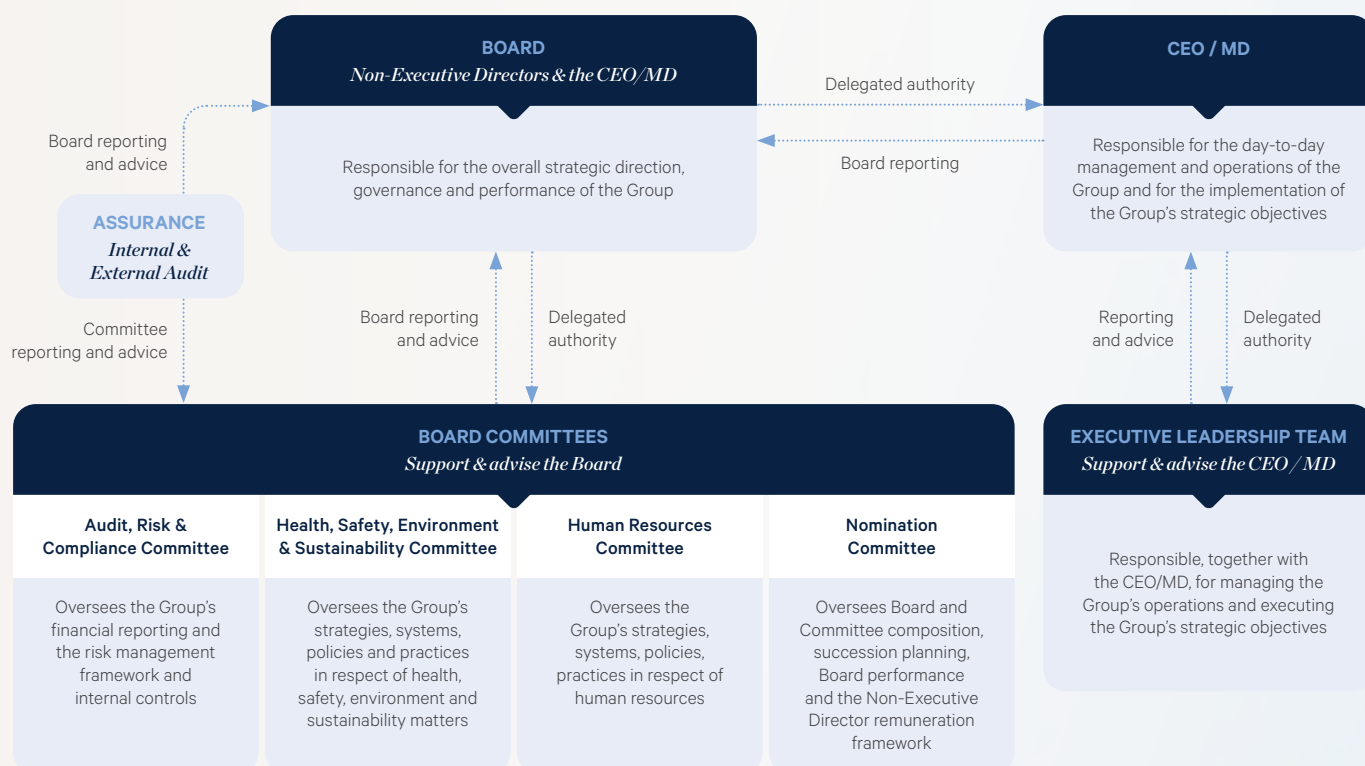 BOARD
Non-Executive Directors & the CEO/MD
Responsible for the overall strategic direction,
governance and performance of the Group
Delegated authority
Board reporting
CEO / MD
Responsible for the day-to-day
management and operations of the
Group and for the implementation of
the Group’s strategic objectives
Board reporting
and advice
ASSURANCE
Internal &
External Audit
Committee
reporting and advice
Board reporting
and advice
Delegated
authority
Reporting
and advice
Delegated
authority
BOARD COMMITTEES
Support & advise the Board
Audit, Risk &
Compliance Committee
Oversees the Group’s
financial reporting and
the risk management
framework and
internal controls
Health, Safety, Environment
& Sustainability Committee
Oversees the Group’s
strategies, systems,
policies and practices
in respect of health,
safety, environment and
sustainability matters
Human Resources
Committee
Oversees the
Group’s strategies,
systems, policies,
practices in respect of
human resources
Nomination
Committee
Oversees Board and
Committee composition,
succession planning,
Board performance
and the Non-Executive
Director remuneration
framework
EXECUTIVE LEADERSHIP TEAM
Support & advise the CEO / MD
Responsible, together with
the CEO/MD, for managing the
Group’s operations and executing
the Group’s strategic objectives